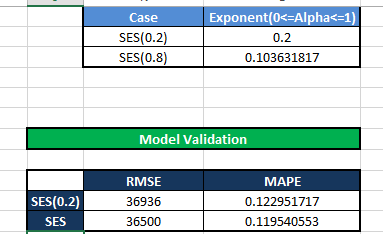 Case Exponent(0<=Alpha<=1)
SES(0.2) 0.2
SES(0.8) 0.103631817
Model Validation
RMSE MAPE
SES(0.2) 36936 0.122951717
SES 36500 0.119540553